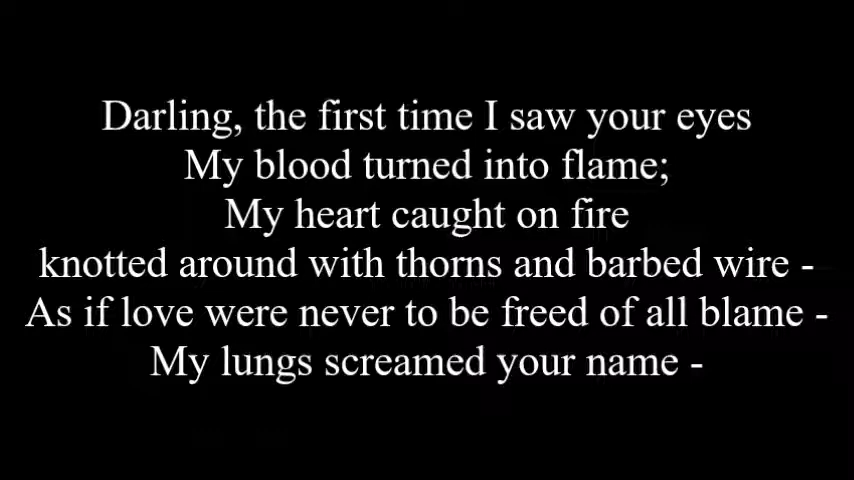 Darling, the first time I saw your eyes
My blood turned into flame;
My heart caught on fire
knotted around with thorns and barbed wire -
As if love were never to be freed of all blame -
My lungs screamed your name -